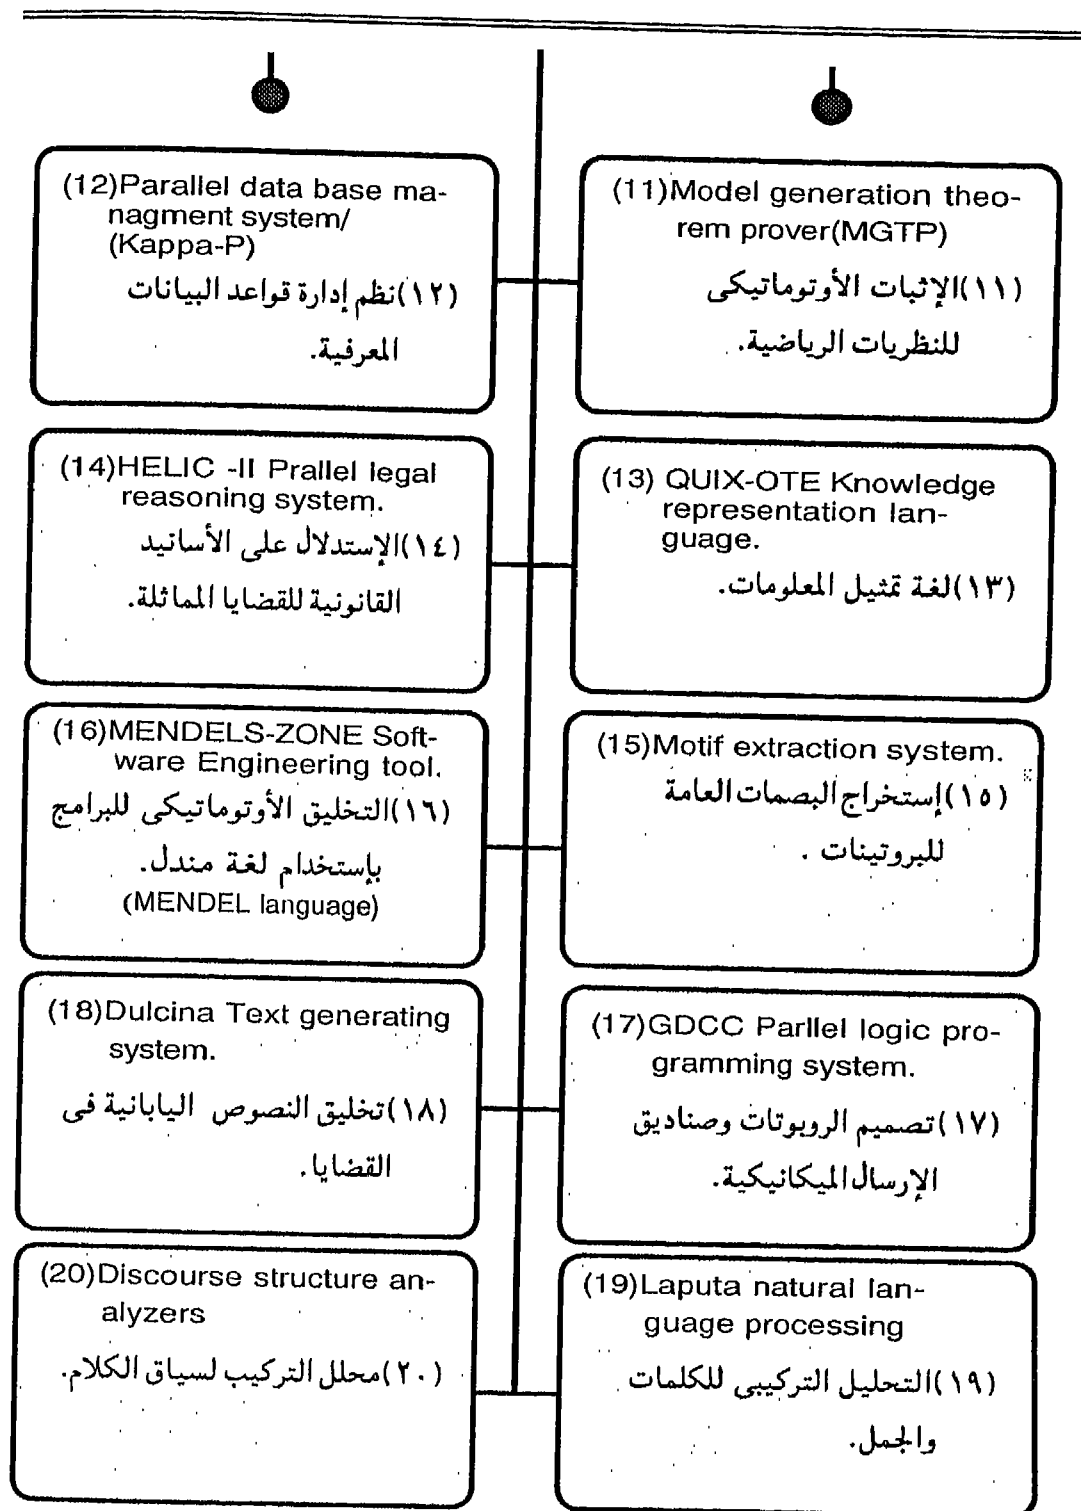 (11)Model generation theo-
rem prover(MGTP)
(١١)الإثبات الأوتوماتيكى
للنظريات الرياضية.
(12)Parallel data base ma-
nagment system/
(Kappa-P)
(١٢)نظم إدارة قواعد البيانات
المعرفية.
(13) QUIX-OTE Knowledge
representation lan-
guage.
(١٣)لغة تمثيل المعلومات.
(14)HELIC -II Prallel legal
reasoning system.
(١٤)الإستدلال على الأسانيد
القانونية للقضايا المماثلة.
(15)Motif extraction system.
(١٥)إستخراج البصمات العامة
للبروتينات .
(16)MENDELS-ZONE Soft-
ware Engineering tool.
(١٦)التخليق الأوتوماتيكى للبرامج
بإستخدام لغة مندل.
(MENDEL language)
(17)GDCC Parllel logic pro-
gramming system.
(١٧)تصميم الروبوتات وصناديق
الإرسال الميكانيكية.
(18)Dulcina Text generating
system.
(١٨)تخليق النصوص اليابانية فى
القضايا.
(19)Laputa natural lan-
guage processing
(١٩)التحليل التركيبى للكلمات
والجمل.
(20)Discourse structure an-
alyzers
(٢٠)محلل التركيب لسياق الكلام.